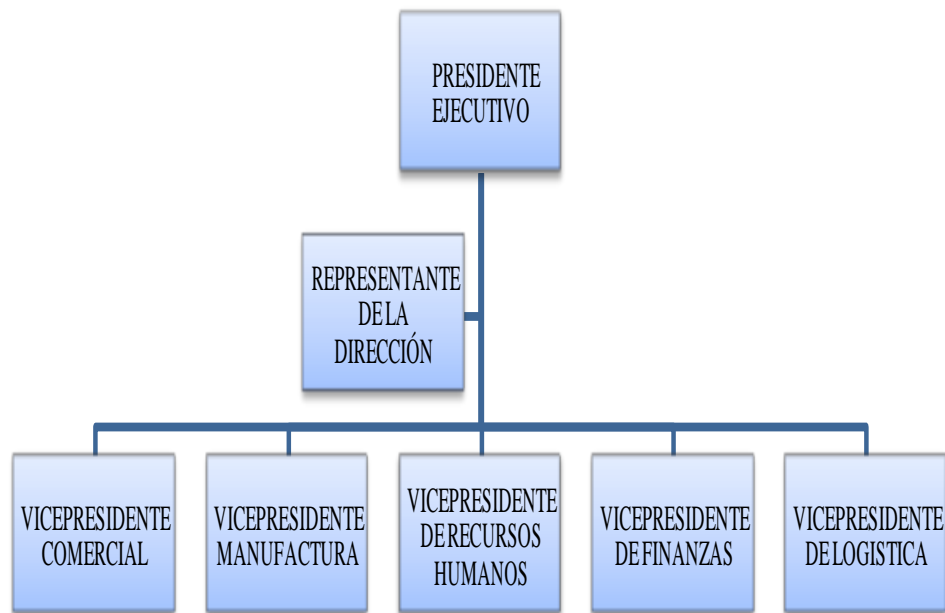 PRESIDENTE
EJECUTIVO
REPRESENTANTE
DE LA
DIRECCIÓN
VICEPRESIDENTE
COMERCIAL
VICEPRESIDENTE
MANUFACTURA
VICEPRESIDENTE
DE RECURSOS
HUMANOS
VICEPRESIDENTE
DE FINANZAS
VICEPRESIDENTE
DE LOGISTICA